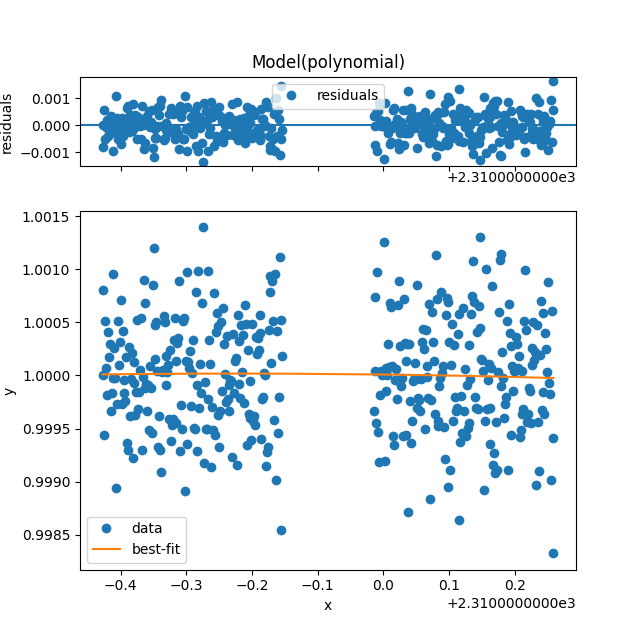 Model(polynomial)
residuals
residuals
0.001
0.000
−0.001
+2.3100000000e3
y
1.0015
1.0010
1.0005
1.0000
0.9995
0.9990
0.9985
data
best-fit
−0.4 −0.3 −0.2 −0.1 0.0 0.1 0.2
x
+2.3100000000e3